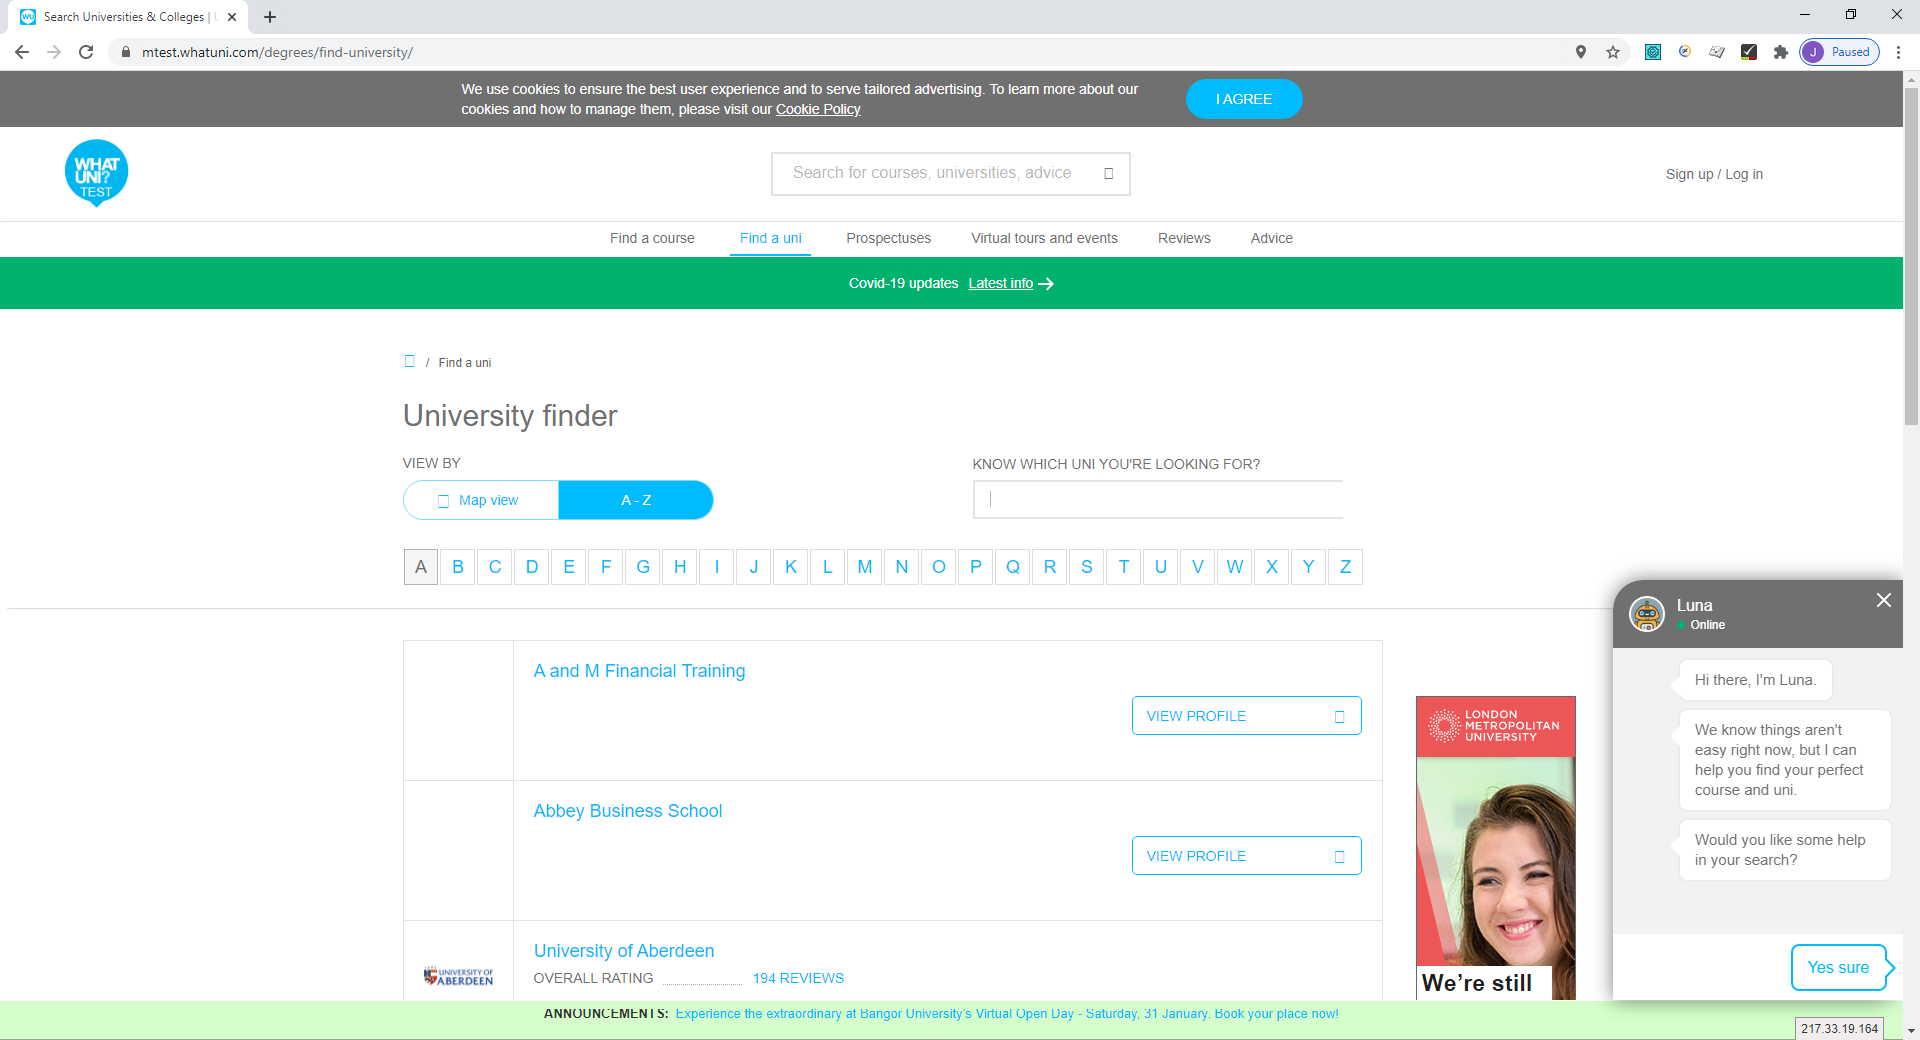 Search Universities & Colleges |
mtest.whatuni.com/degrees/find-university/
J Paused
We use cookies to ensure the best user experience and to serve tailored advertising. To learn more about our
cookies and how to manage them, please visit our Cookie Policy
I AGREE
WHAT
UNI?
TEST
Search for courses, universities, advice
Sign up / Log in
Find a course
Find a uni
Prospectuses
Virtual tours and events
Reviews
Advice
Covid-19 updates Latest info
/ Find a uni
University finder
VIEW BY
KNOW WHICH UNI YOU'RE LOOKING FOR?
Map view
A - Z
A B C D E F G H I J K L M N O P Q R S T U V W X Y Z
A and M Financial Training
VIEW PROFILE
Abbey Business School
VIEW PROFILE
UNIVERSITY OF
ABERDEEN
University of Aberdeen
OVERALL RATING
194 REVIEWS
LONDON
METROPOLITAN
UNIVERSITY
We're still
Luna
Online
Hi there, I'm Luna.
We know things aren't
easy right now, but I can
help you find your perfect
course and uni.
Would you like some help
in your search?
Yes sure
ANNOUNCEMENTS: Experience the extraordinary at Bangor University's Virtual Open Day - Saturday, 31 January. Book your place now!
217.33.19.164